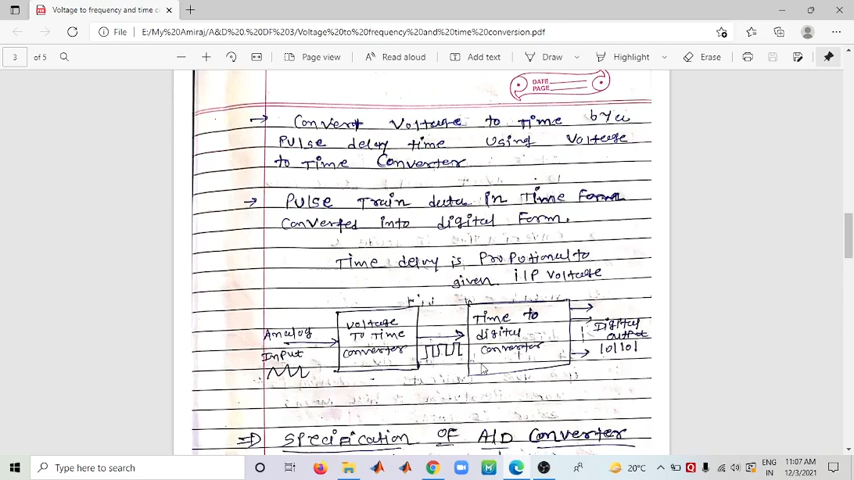 Voltage to frequency and time c
File
E:/My%20Amiraj/A&D%20.%20DF%203/Voltage%20to%20frequency%20and%20time%20conversion.pdf
3 of 5
Page view
Read aloud
Add text
Draw
Highlight
Erase
DATE
PAGE
→ Convert Voltage to Time by a
Pulse delay time using Voltage
to Time Converter
→ Pulse Train data in Time Form
Converted into digital Form.
Time delay is Propotional to
given i/p voltage
Analog
Input
Voltage
To Time
converter
Time to
digital
convertor
Digital
output
101101
⇒ Specification OF A/D Converter
Type here to search
20°C
ENG
IN
11:07 AM
12/3/2021